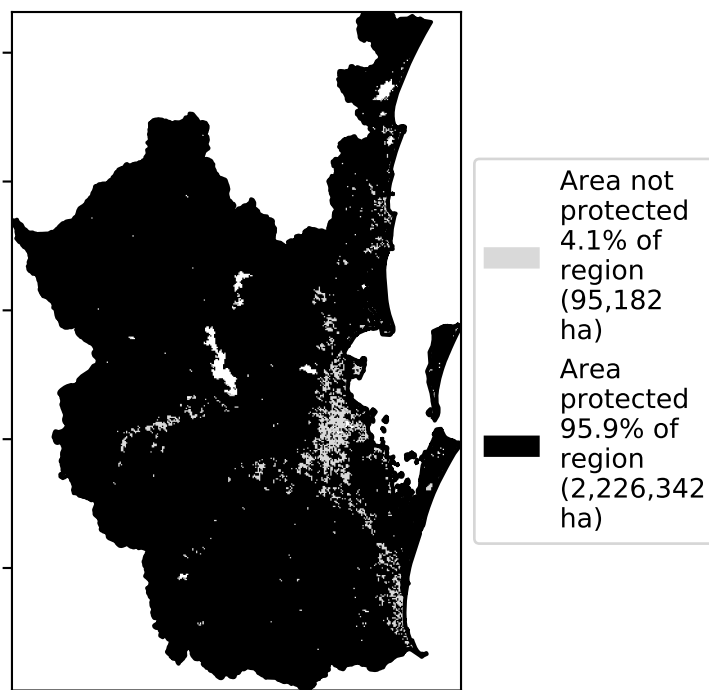 Area not
protected
4.1% of
region
(95,182
ha)
Area
protected
95.9% of
region
(2,226,342
ha)